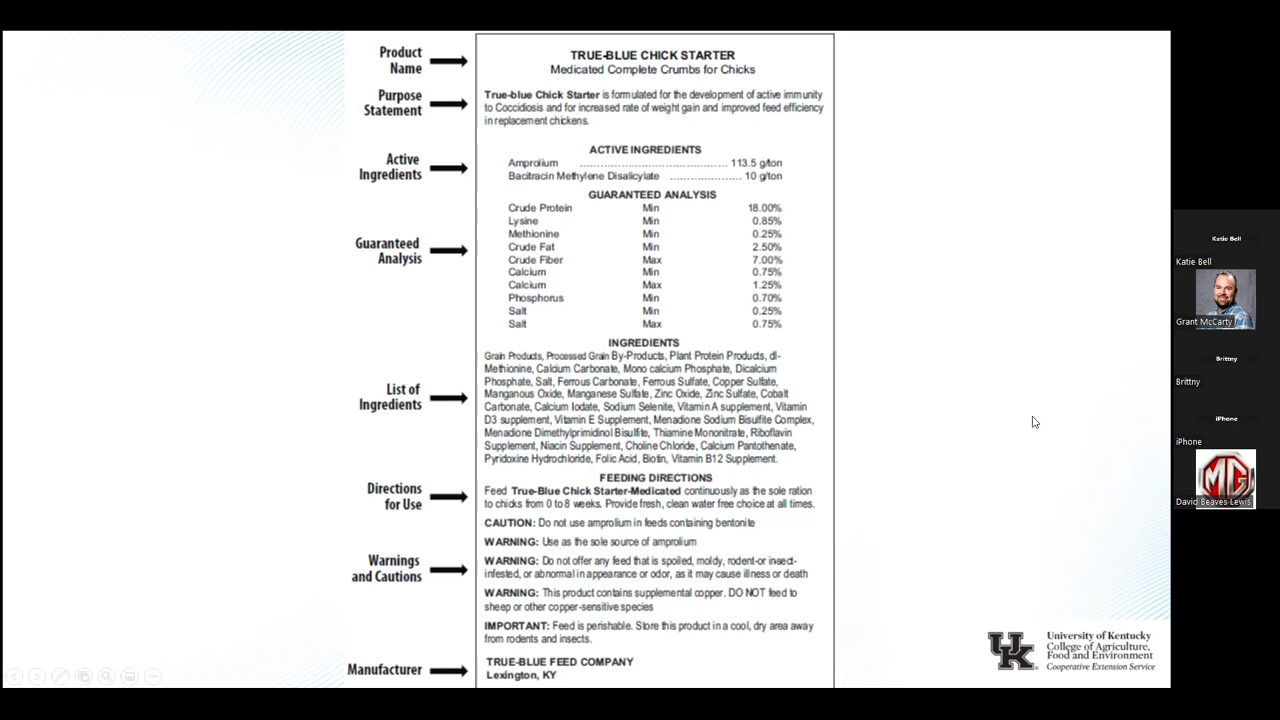 Product
Name
TRUE-BLUE CHICK STARTER
Medicated Complete Crumbs for Chicks
Purpose
Statement
True-blue Chick Starter is formulated for the development of active immunity
to Coccidiosis and for increased rate of weight gain and improved feed efficiency
in replacement chickens.
Active
Ingredients
ACTIVE INGREDIENTS
Amprolium ........................................... 113.5 g/ton
Bacitracin Methylene Disalicylate ..................... 10 g/ton
Guaranteed
Analysis
GUARANTEED ANALYSIS
Crude Protein Min 18.00%
Lysine Min 0.85%
Methionine Min 0.25%
Crude Fat Min 2.50%
Crude Fiber Max 7.00%
Calcium Min 0.75%
Calcium Max 1.25%
Phosphorus Min 0.70%
Salt Min 0.25%
Salt Max 0.75%
List of
Ingredients
INGREDIENTS
Grain Products, Processed Grain By-Products, Plant Protein Products, dl-
Methionine, Calcium Carbonate, Mono calcium Phosphate, Dicalcium
Phosphate, Salt, Ferrous Carbonate, Ferrous Sulfate, Copper Sulfate,
Manganous Oxide, Manganese Sulfate, Zinc Oxide, Zinc Sulfate, Cobalt
Carbonate, Calcium Iodate, Sodium Selenite, Vitamin A supplement, Vitamin
D3 supplement, Vitamin E Supplement, Menadione Sodium Bisulfite Complex,
Menadione Dimethylprimidinol Bisulfite, Thiamine Mononitrate, Riboflavin
Supplement, Niacin Supplement, Choline Chloride, Calcium Pantothenate,
Pyridoxine Hydrochloride, Folic Acid, Biotin, Vitamin B12 Supplement.
Directions
for Use
FEEDING DIRECTIONS
Feed True-Blue Chick Starter-Medicated continuously as the sole ration
to chicks from 0 to 8 weeks. Provide fresh, clean water free choice at all times.
Warnings
and Cautions
CAUTION: Do not use amprolium in feeds containing bentonite
WARNING: Use as the sole source of amprolium
WARNING: Do not offer any feed that is spoiled, moldy, rodent-or insect-
infested, or abnormal in appearance or odor, as it may cause illness or death
WARNING: This product contains supplemental copper. DO NOT feed to
sheep or other copper-sensitive species
IMPORTANT: Feed is perishable. Store this product in a cool, dry area away
from rodents and insects.
Manufacturer
TRUE-BLUE FEED COMPANY
Lexington, KY
UK
University of Kentucky
College of Agriculture,
Food and Environment
Cooperative Extension Service
Katie Bell
Katie Bell
Grant McCarty
Brittny
Brittny
iPhone
iPhone
MG
David Beaves Lewis